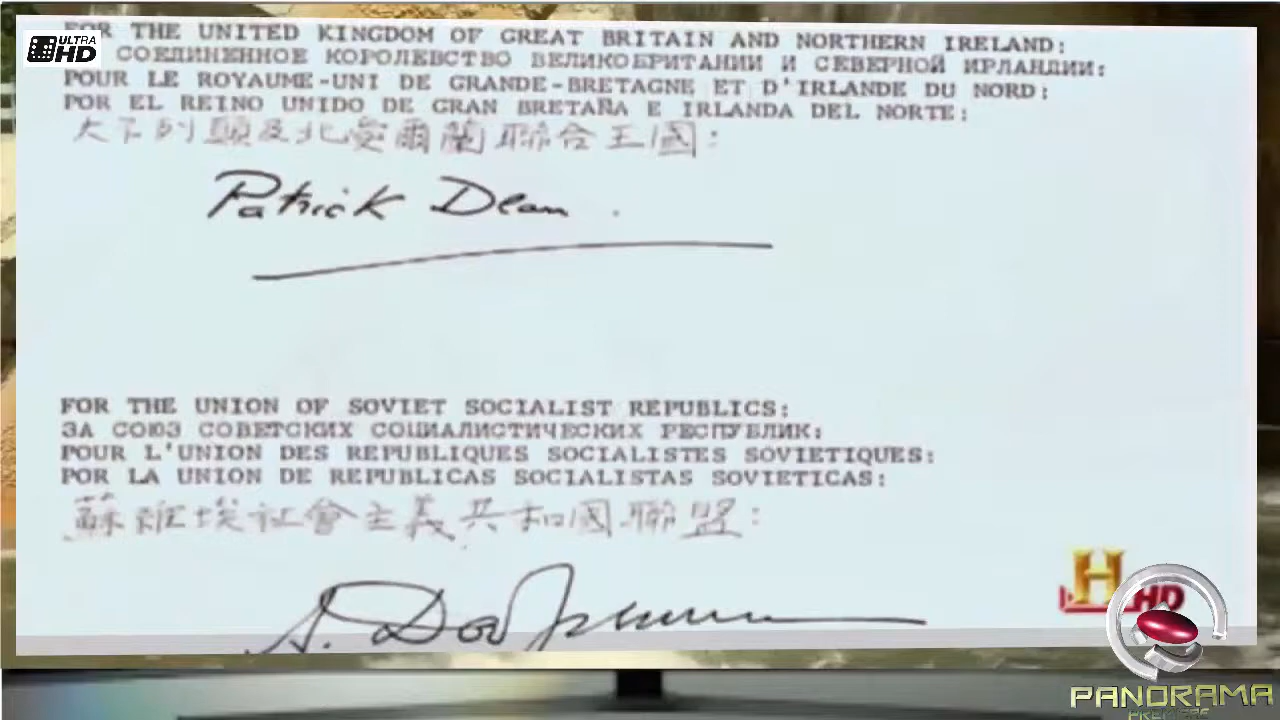 ULTRA
HD
FOR THE UNITED KINGDOM OF GREAT BRITAIN AND NORTHERN IRELAND:
СОЕДИНЕННОЕ КОРОЛЕВСТВО ВЕЛИКОБРИТАНИИ И СЕВЕРНОЙ ИРЛАНДИИ:
POUR LE ROYAUME-UNI DE GRANDE-BRETAGNE ET D'IRLANDE DU NORD:
POR EL REINO UNIDO DE GRAN BRETAÑA E IRLANDA DEL NORTE:
大不列顛及北愛爾蘭聯合王國:
Patrick Dean
FOR THE UNION OF SOVIET SOCIALIST REPUBLICS:
ЗА СОЮЗ СОВЕТСКИХ СОЦИАЛИСТИЧЕСКИХ РЕСПУБЛИК:
POUR L'UNION DES REPUBLIQUES SOCIALISTES SOVIETIQUES:
POR LA UNION DE REPUBLICAS SOCIALISTAS SOVIETICAS:
蘇維埃社會主義共和國聯盟:
H
HD
PANORAMA